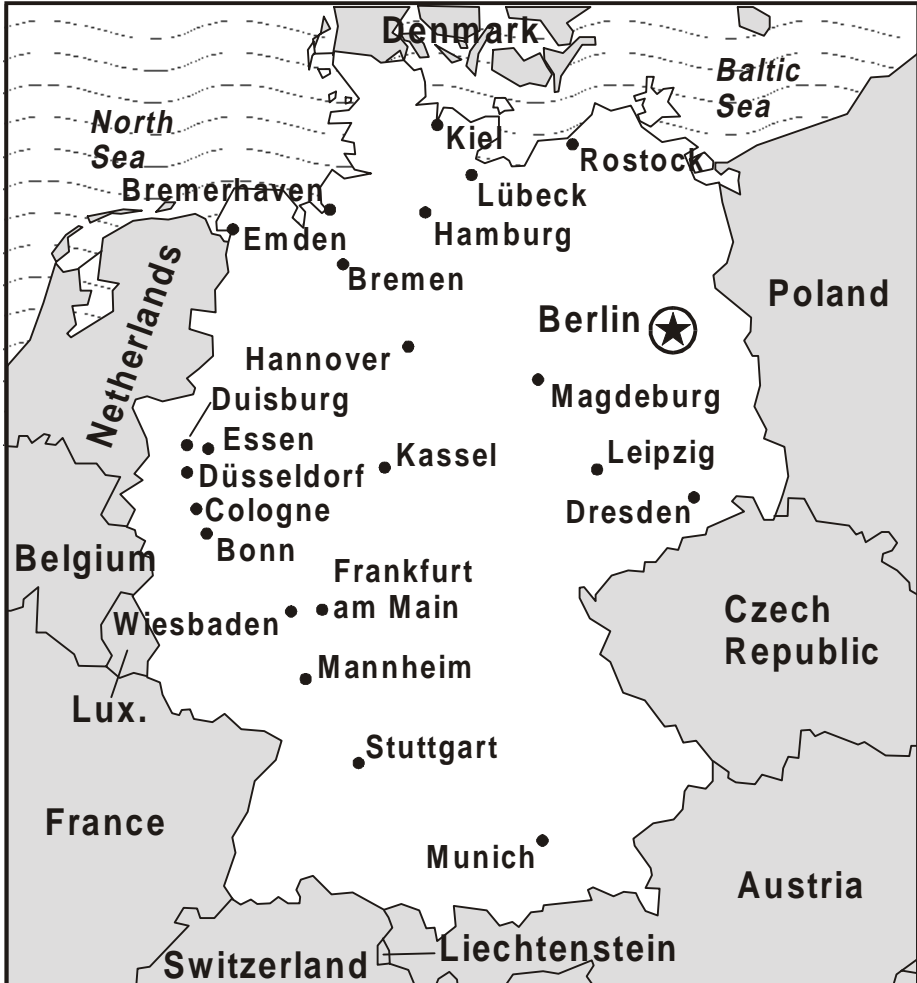 Denmark
Baltic
Sea
North
Sea
Kiel
Rostock
Bremerhaven
Lübeck
Emden
Hamburg
Bremen
Netherlands
Poland
Berlin
Hannover
Magdeburg
Duisburg
Essen
Kassel
Leipzig
Düsseldorf
Cologne
Dresden
Bonn
Belgium
Frankfurt
am Main
Wiesbaden
Czech
Republic
Mannheim
Lux.
Stuttgart
France
Munich
Austria
Liechtenstein
Switzerland